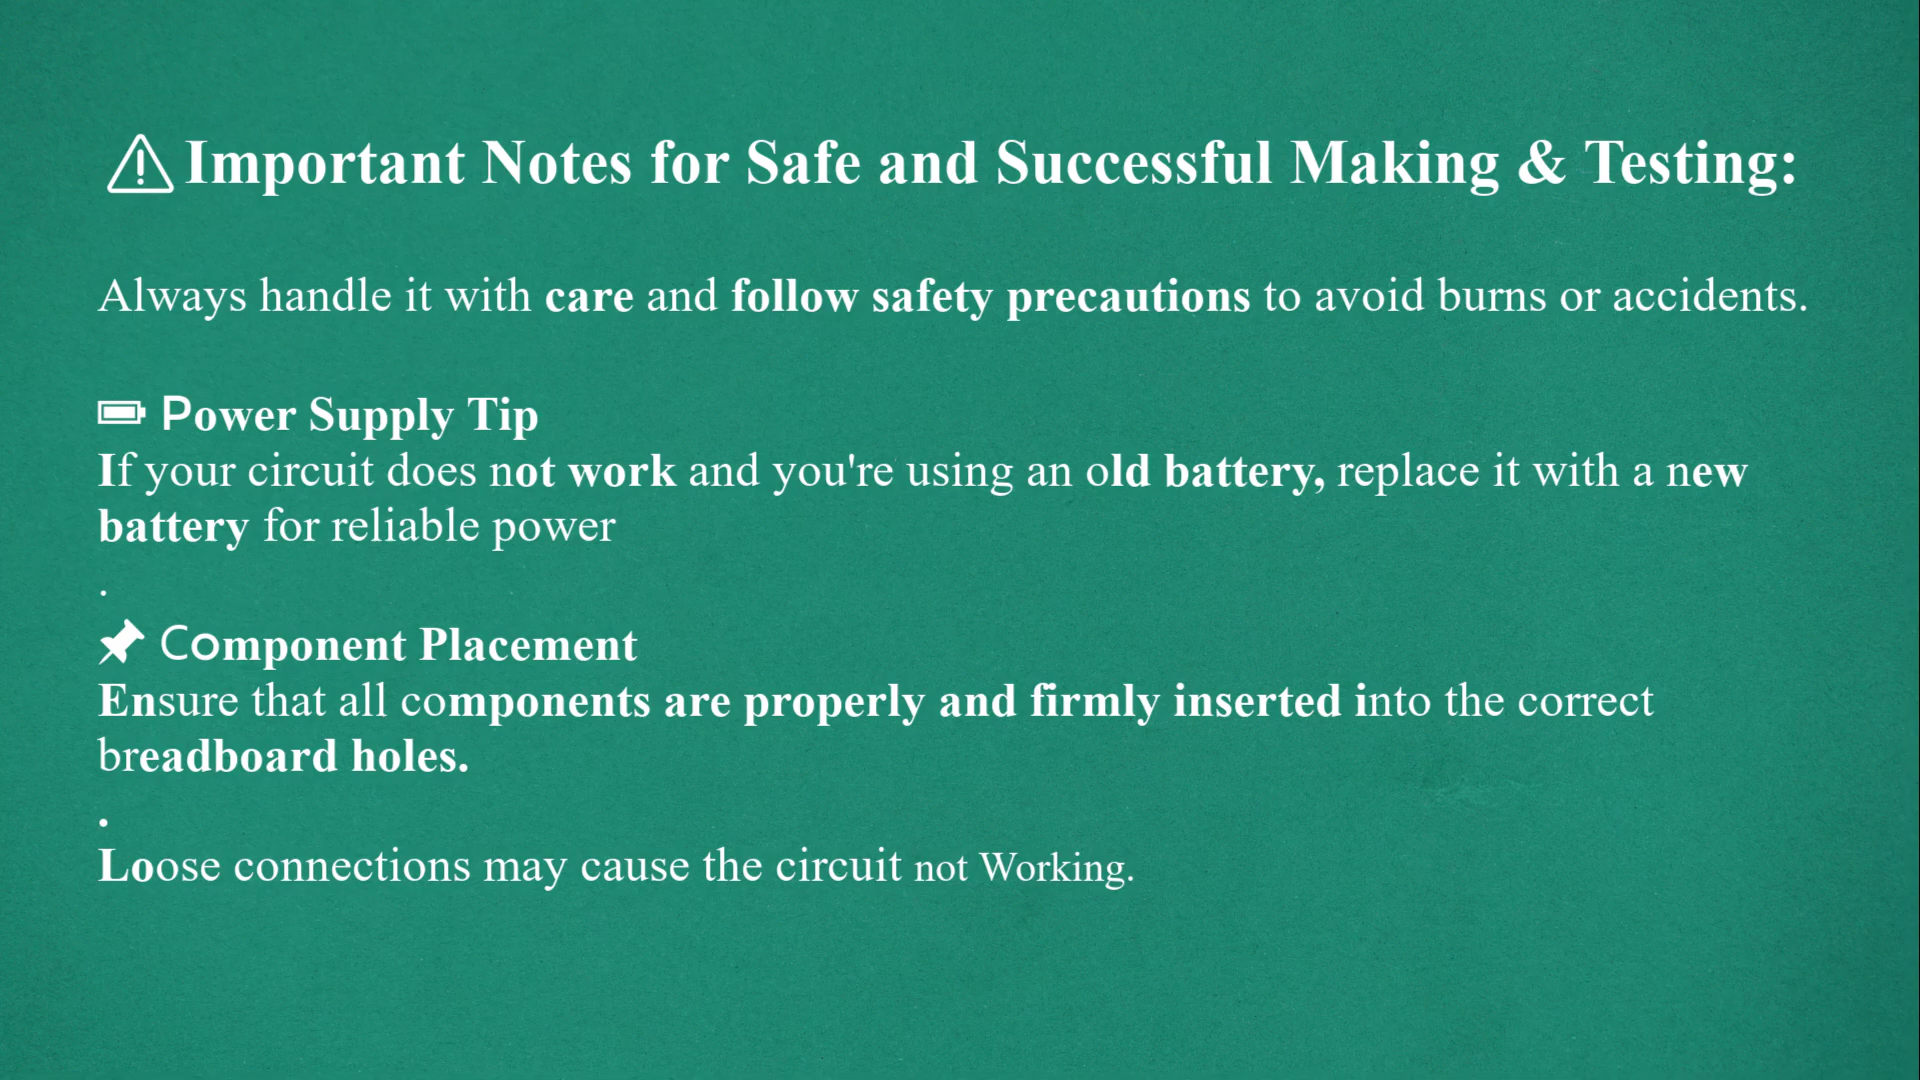 ⚠Important Notes for Safe and Successful Making & Testing:
Always handle it with care and follow safety precautions to avoid burns or accidents.
🔋 Power Supply Tip
If your circuit does not work and you're using an old battery, replace it with a new
battery for reliable power
.
📌 Component Placement
Ensure that all components are properly and firmly inserted into the correct
breadboard holes.
.
Loose connections may cause the circuit not Working.